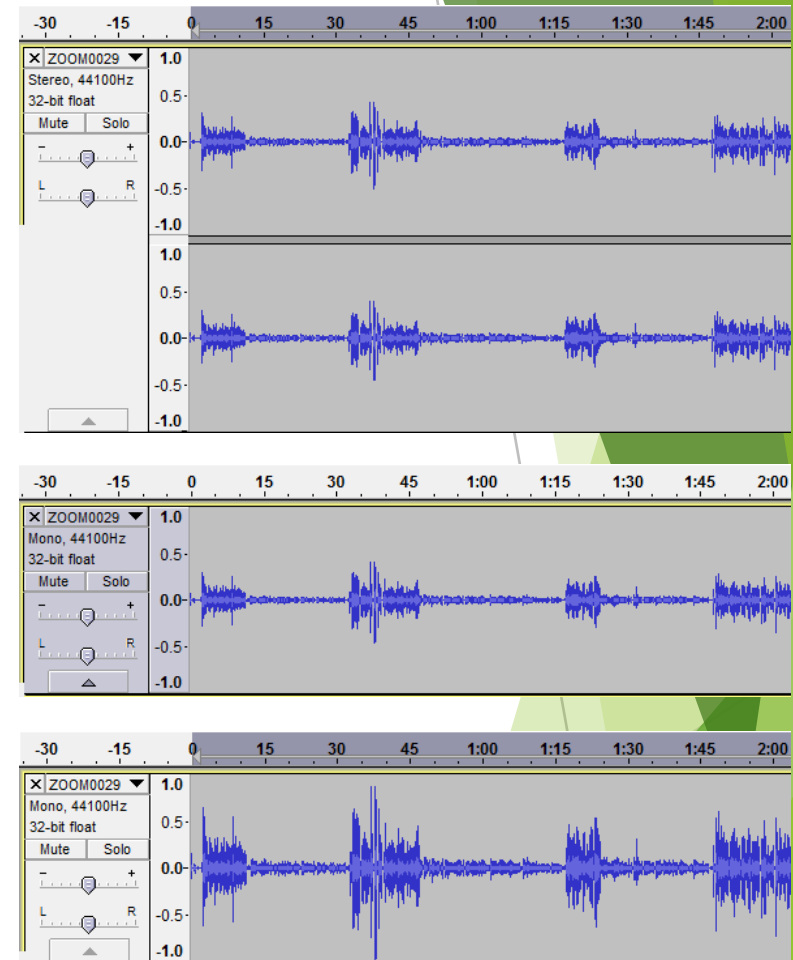 -30 -15 0 15 30 45 1:00 1:15 1:30 1:45 2:00
X ZOOM0029 ▼ 1.0
Stereo, 44100Hz
32-bit float 0.5-
Mute Solo
- + 0.0-
L R -0.5-
-1.0
1.0
0.5-
0.0-
-0.5-
-1.0
-30 -15 0 15 30 45 1:00 1:15 1:30 1:45 2:00
X ZOOM0029 ▼ 1.0
Mono, 44100Hz
32-bit float 0.5-
Mute Solo
- + 0.0-
L R -0.5-
-1.0
-30 -15 0 15 30 45 1:00 1:15 1:30 1:45 2:00
X ZOOM0029 ▼ 1.0
Mono, 44100Hz
32-bit float 0.5-
Mute Solo
- + 0.0-
L R -0.5-
-1.0